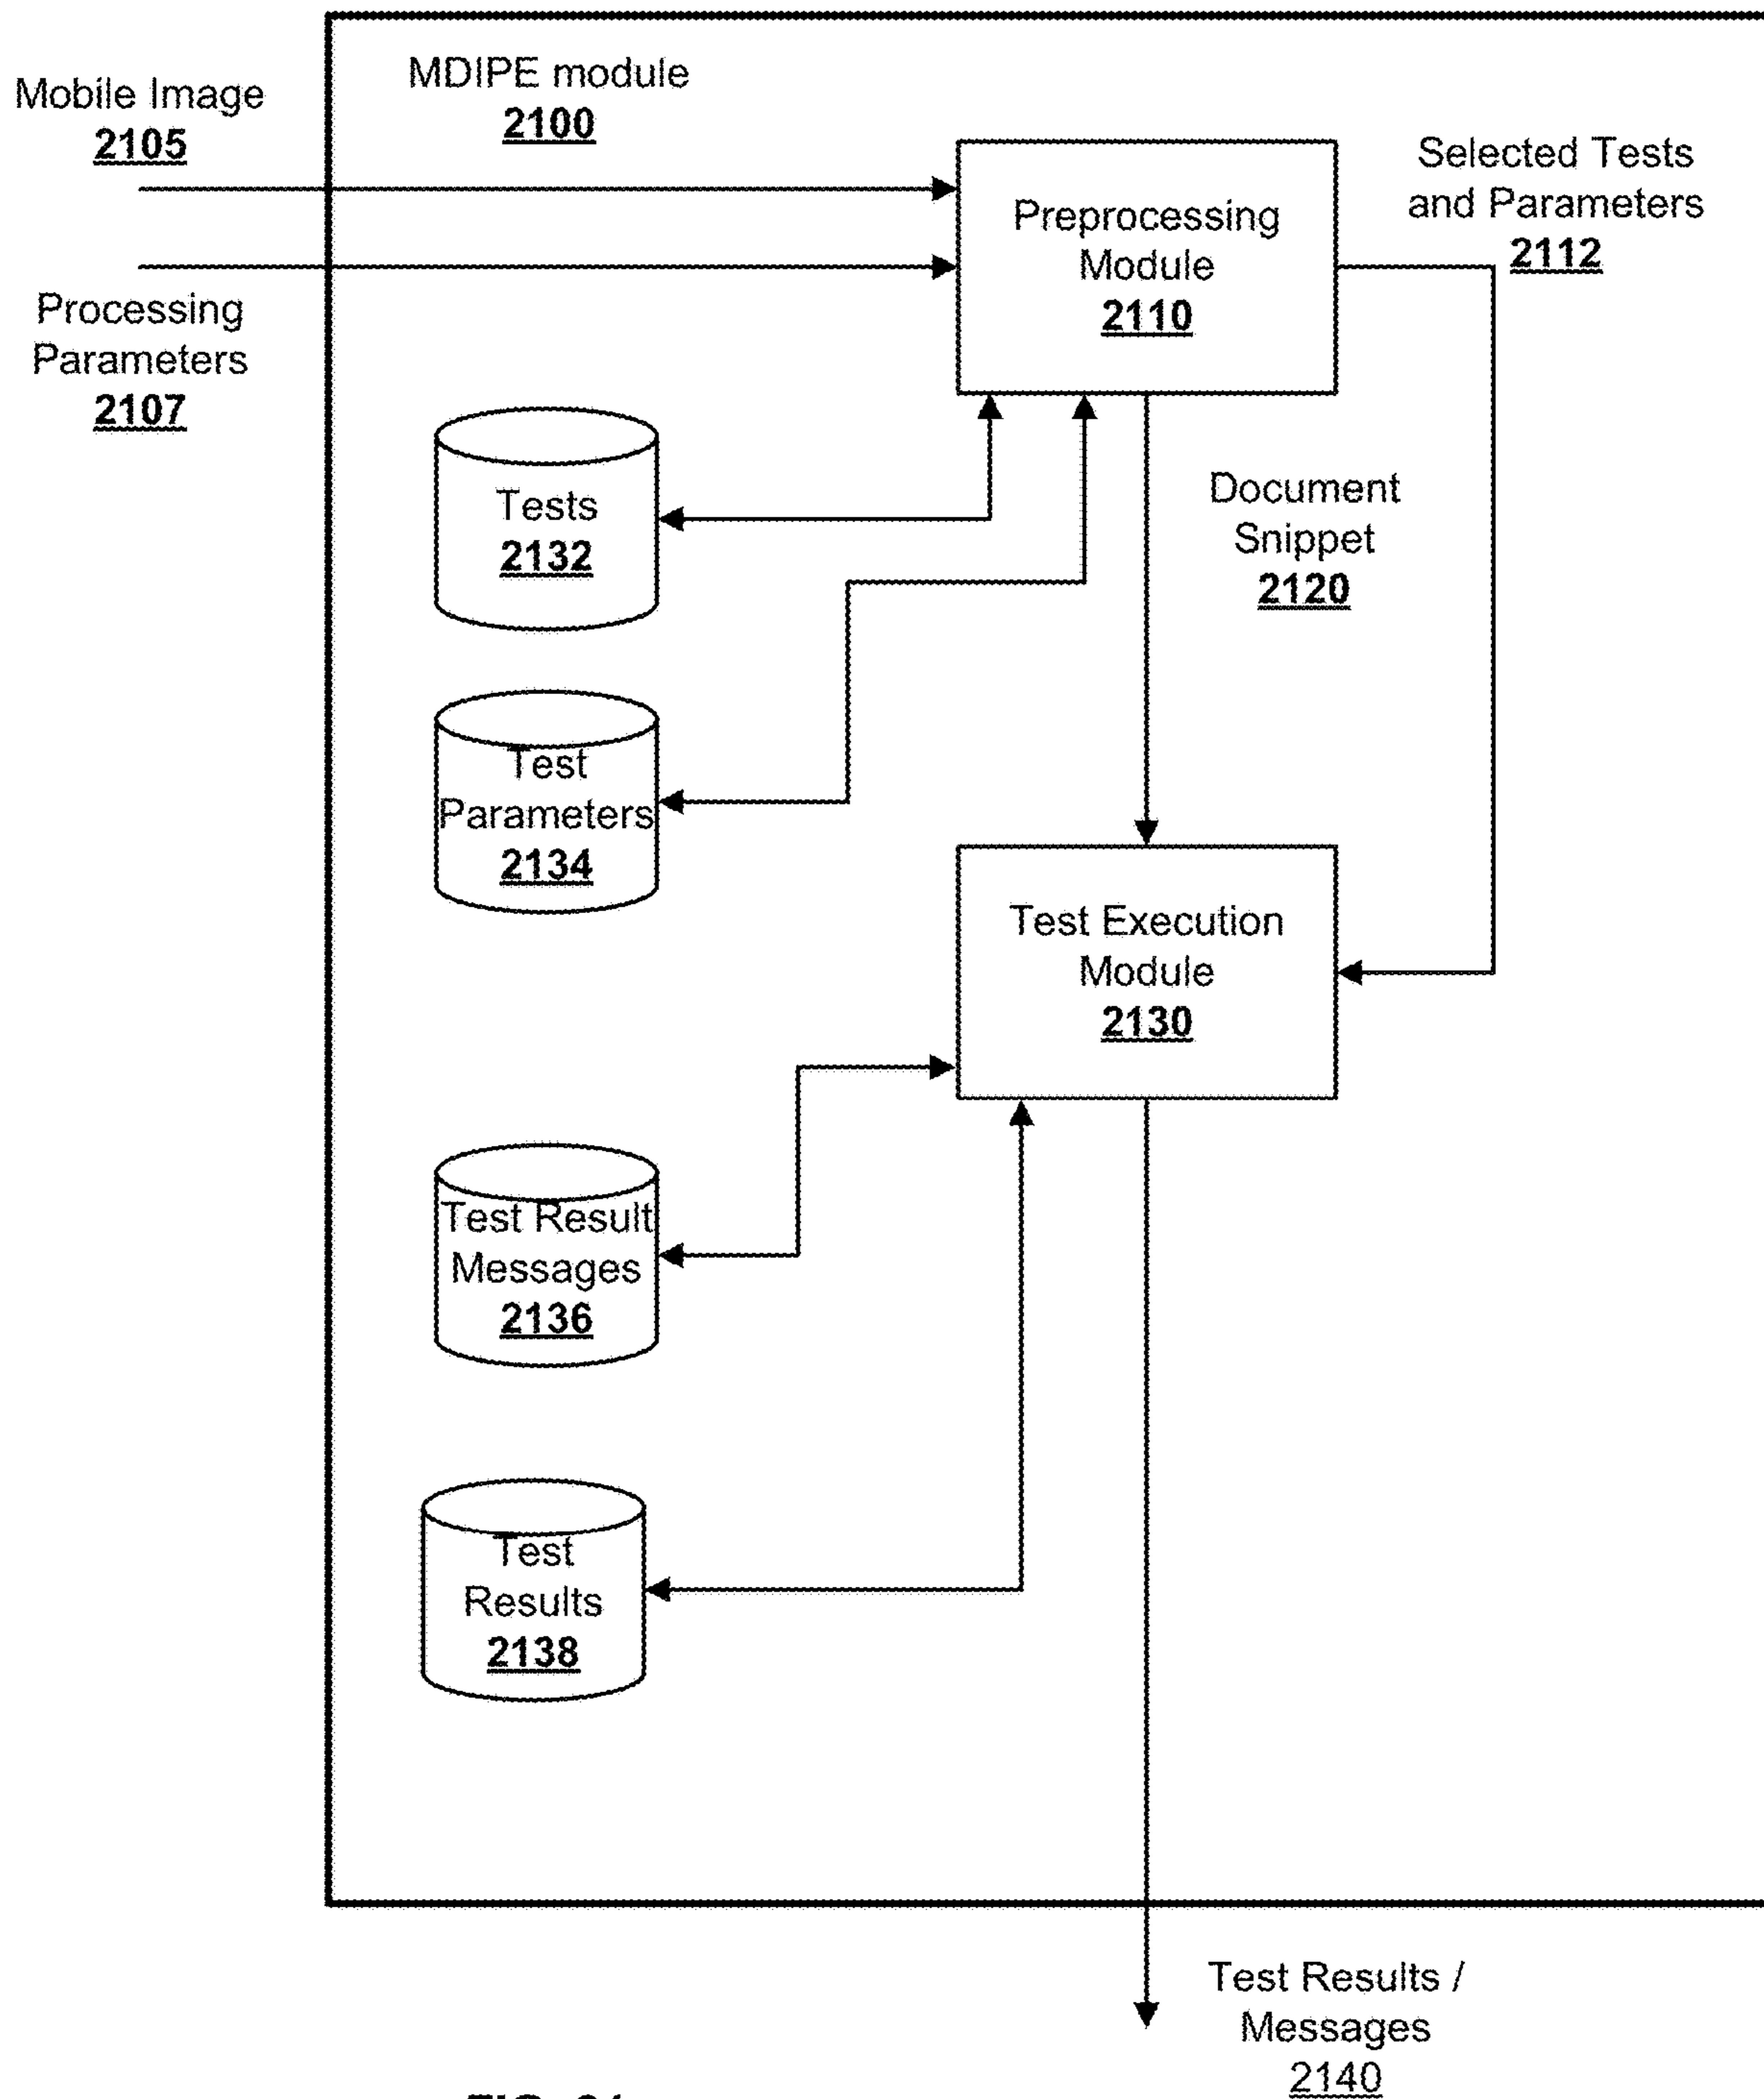 Mobile Image
2105
MDIPE module
2100
Selected Tests
and Parameters
2112
Preprocessing
Module
2110
Processing
Parameters
2107
Tests
2132
Document
Snippet
2120
Test
Parameters
2134
Test Execution
Module
2130
Test Result
Messages
2136
Test
Results
2138
Test Results /
Messages
2140